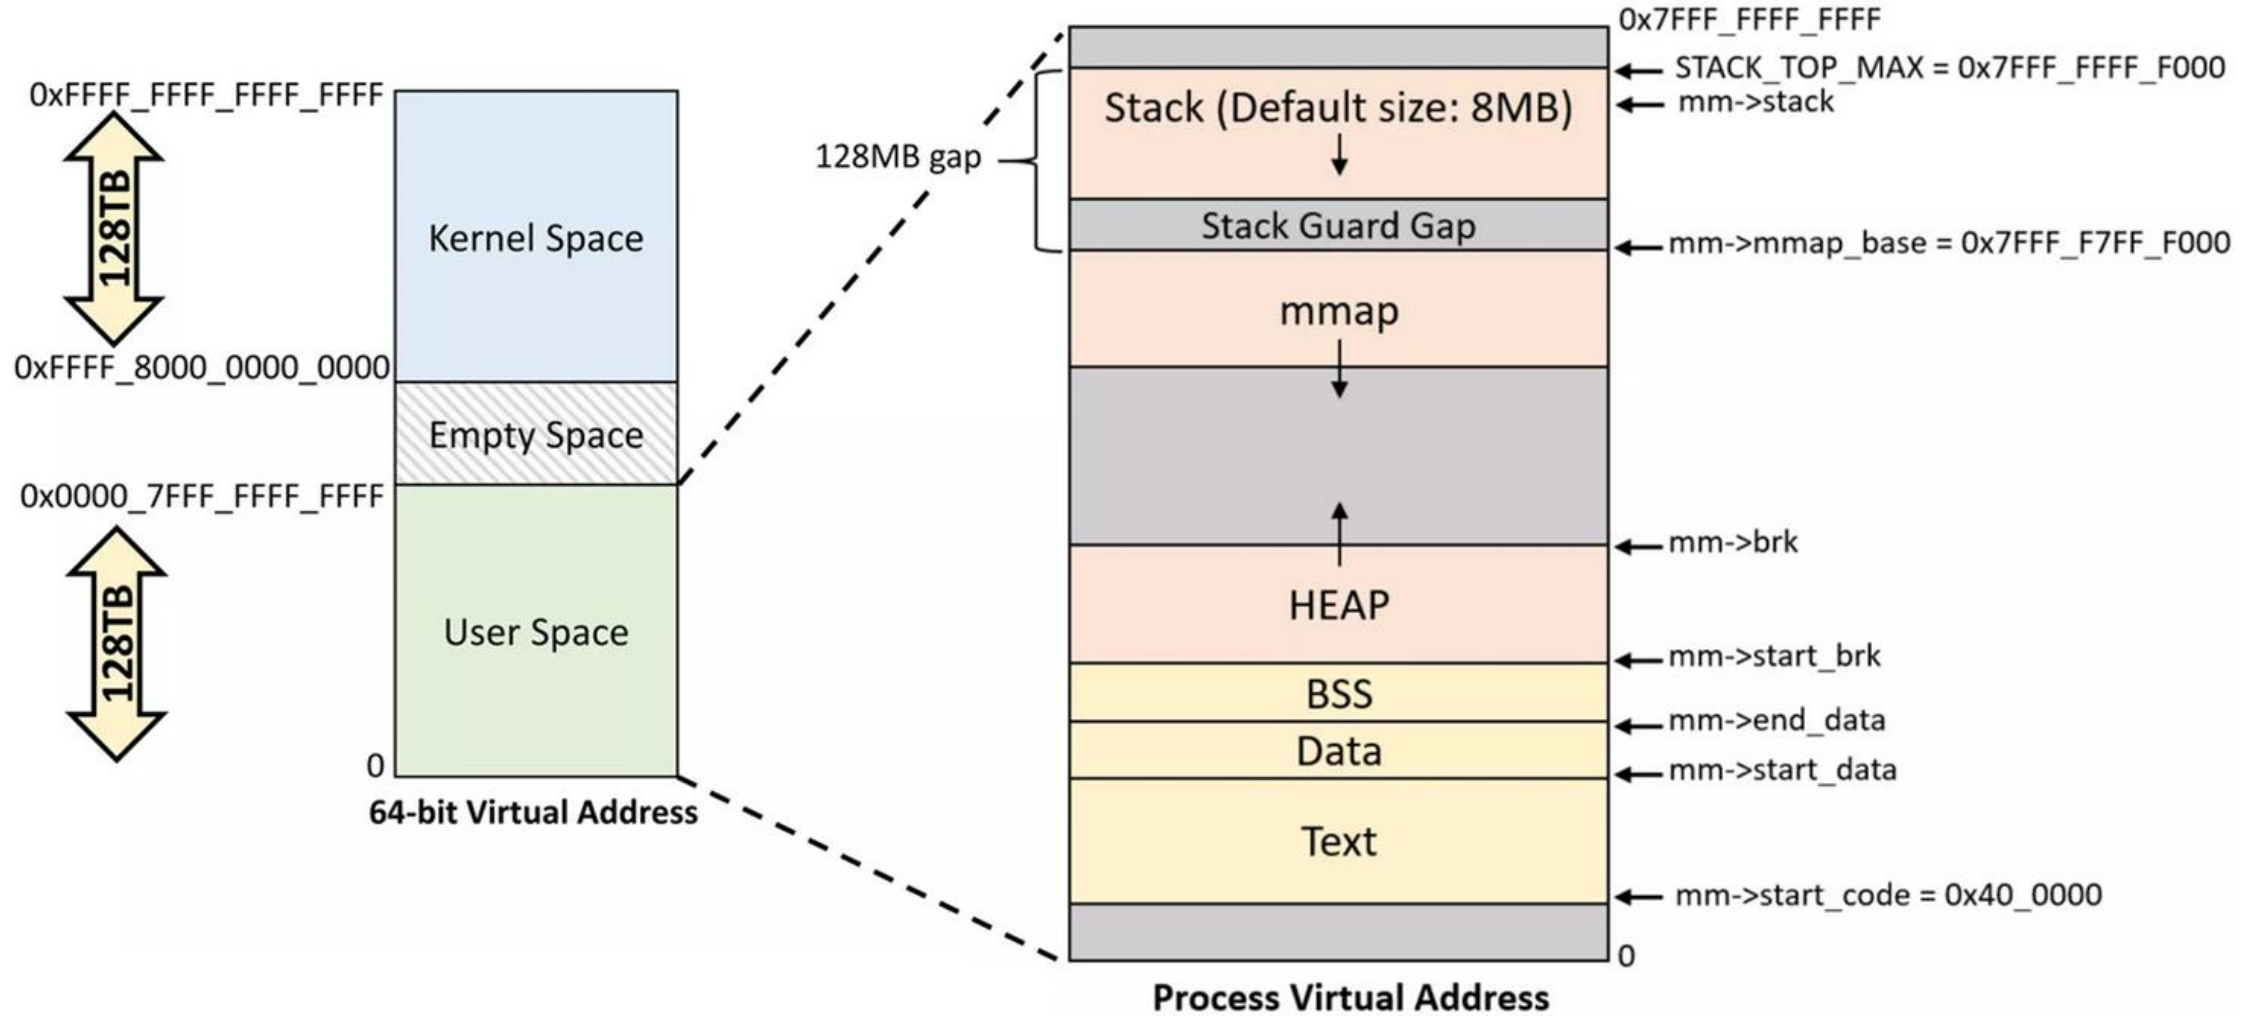 0xFFFF_FFFF_FFFF_FFFF
128TB
Kernel Space
0xFFFF_8000_0000_0000
Empty Space
0x0000_7FFF_FFFF_FFFF
128TB
User Space
0
64-bit Virtual Address
128MB gap
0x7FFF_FFFF_FFFF
STACK_TOP_MAX = 0x7FFF_FFFF_F000
Stack (Default size: 8MB)
mm->stack
Stack Guard Gap
mm->mmap_base = 0x7FFF_F7FF_F000
mmap
mm->brk
HEAP
mm->start_brk
BSS
mm->end_data
Data
mm->start_data
Text
mm->start_code = 0x40_0000
0
Process Virtual Address